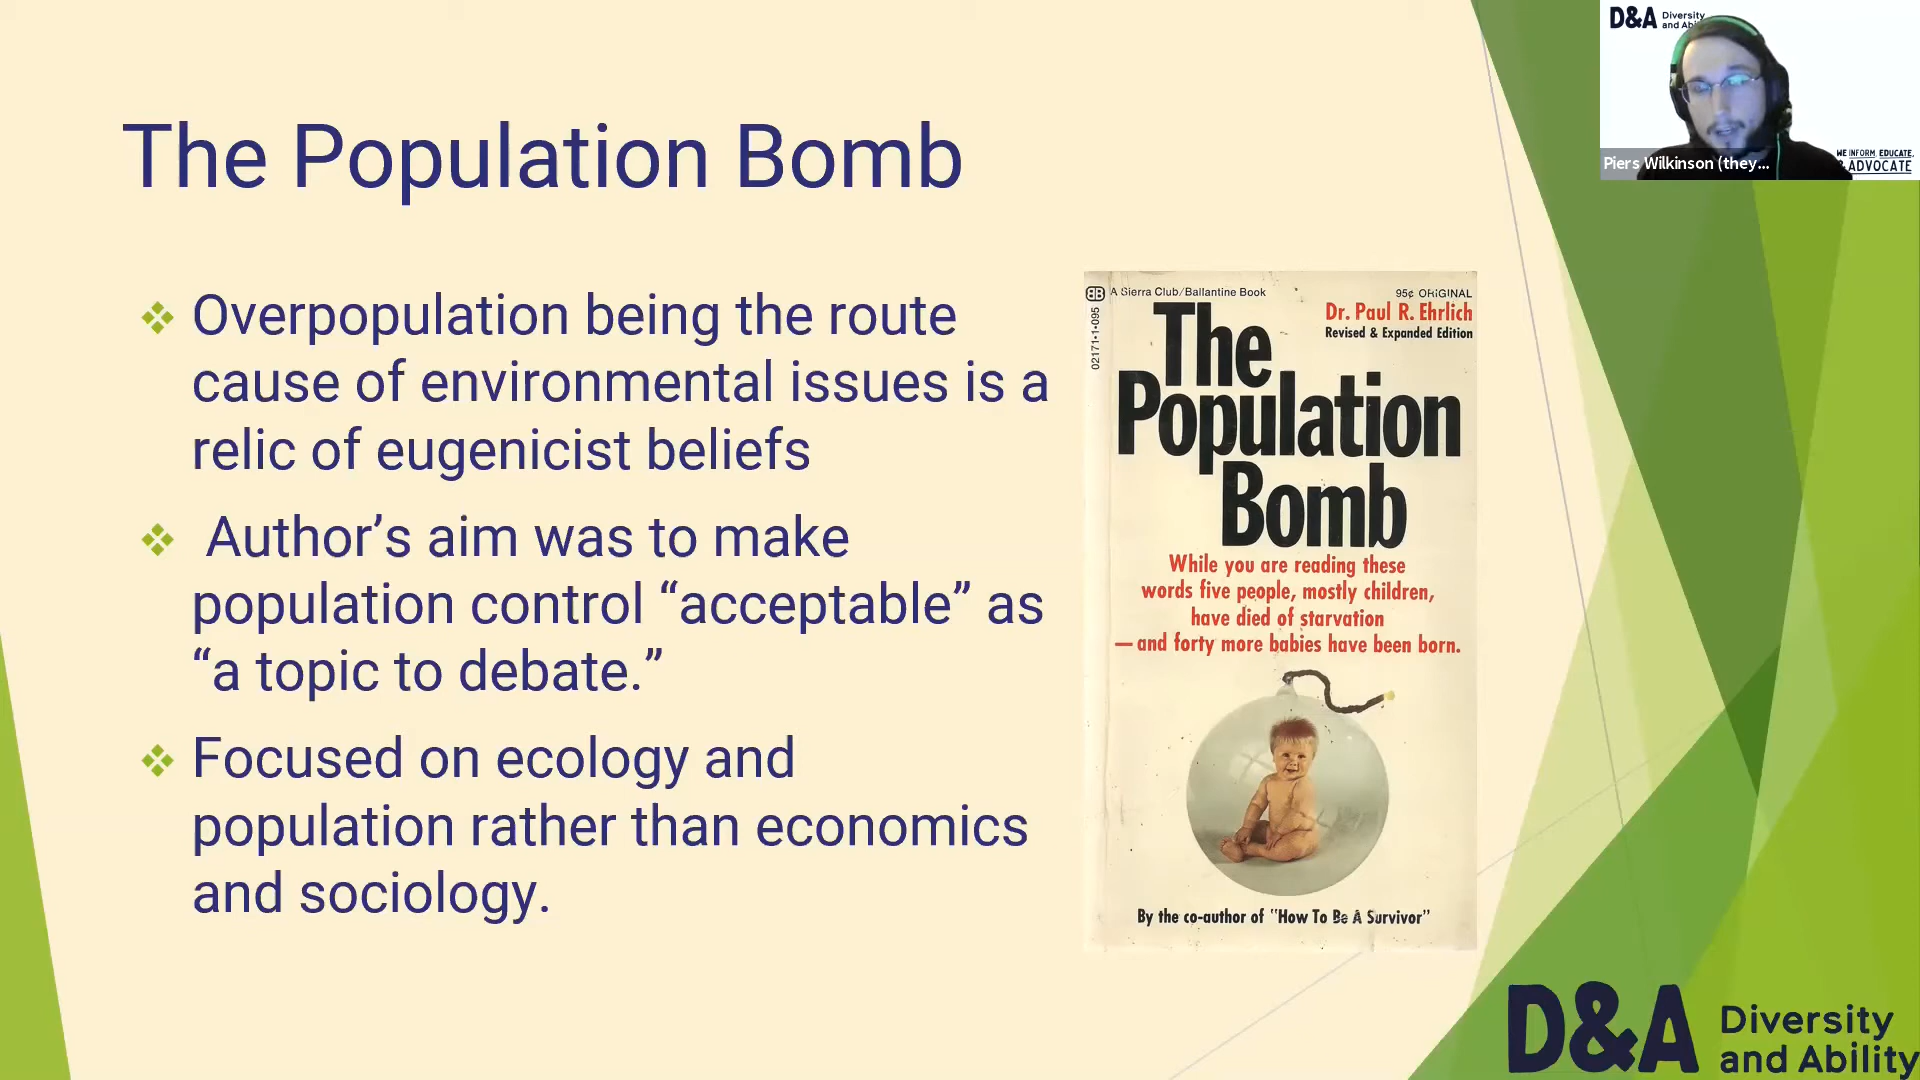 The Population Bomb
Overpopulation being the route
cause of environmental issues is a
relic of eugenicist beliefs
Author’s aim was to make
population control “acceptable” as
“a topic to debate.”
Focused on ecology and
population rather than economics
and sociology.
A Sierra Club/Ballantine Book
95¢ ORIGINAL
02171•1•095
Dr. Paul R. Ehrlich
Revised & Expanded Edition
The
Population
Bomb
While you are reading these
words five people, mostly children,
have died of starvation
—and forty more babies have been born.
By the co-author of "How To Be A Survivor"
D&A Diversity
and Abi
WE INFORM, EDUCATE,
& ADVOCATE
Piers Wilkinson (they...
D&A Diversity
and Ability